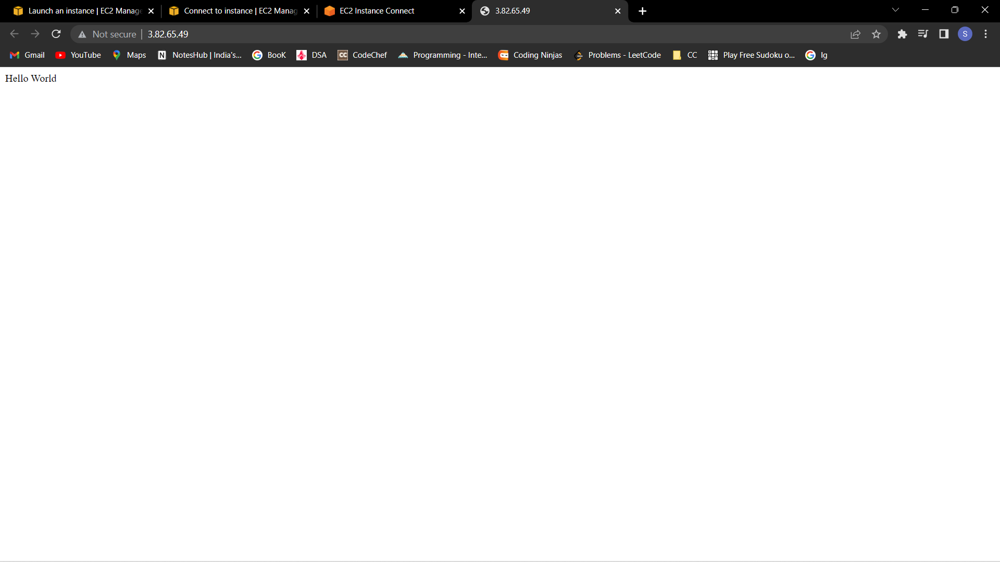 Launch an instance | EC2 Manage
Connect to instance | EC2 Manag
EC2 Instance Connect
3.82.65.49
Not secure
3.82.65.49
S
Gmail
YouTube
Maps
N
NotesHub | India's...
BooK
DSA
CC
CodeChef
Programming - Inte...
Coding Ninjas
Problems - LeetCode
CC
Play Free Sudoku o...
Ig
Hello World